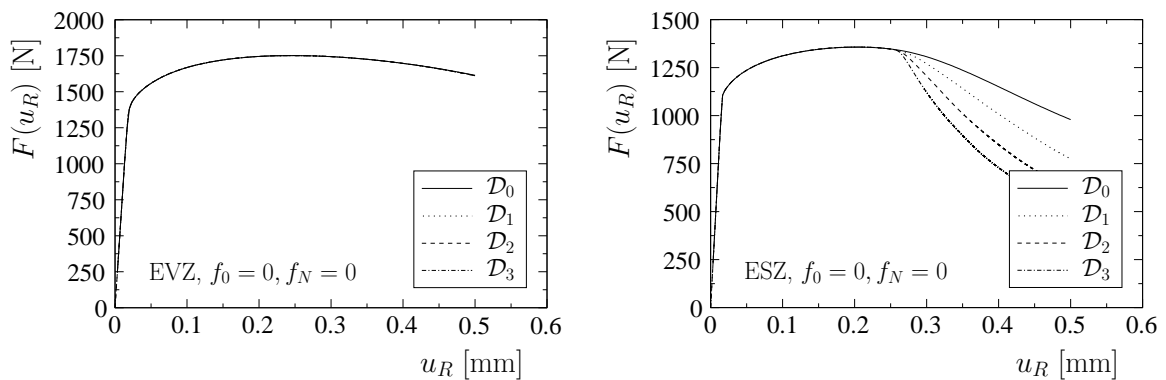 F(u_R) [N]
2000
1750
1500
1250
1000
750
500
250
0
0 0.1 0.2 0.3 0.4 0.5 0.6
u_R [mm]
EVZ, f_0 = 0, f_N = 0
𝒟_0
𝒟_1
𝒟_2
𝒟_3
F(u_R) [N]
1500
1250
1000
750
500
250
0
0 0.1 0.2 0.3 0.4 0.5 0.6
u_R [mm]
ESZ, f_0 = 0, f_N = 0
𝒟_0
𝒟_1
𝒟_2
𝒟_3